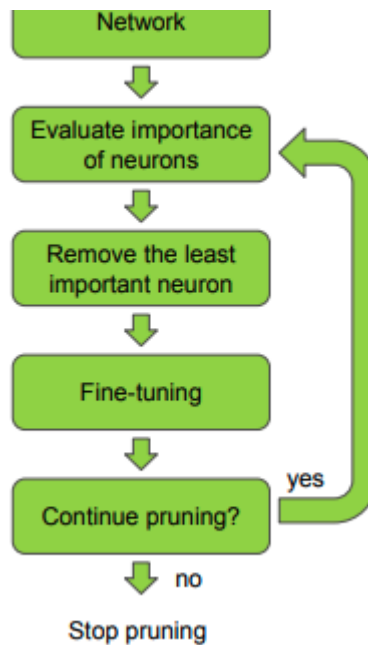 Network
Evaluate importance
of neurons
Remove the least
important neuron
Fine-tuning
yes
Continue pruning?
no
Stop pruning